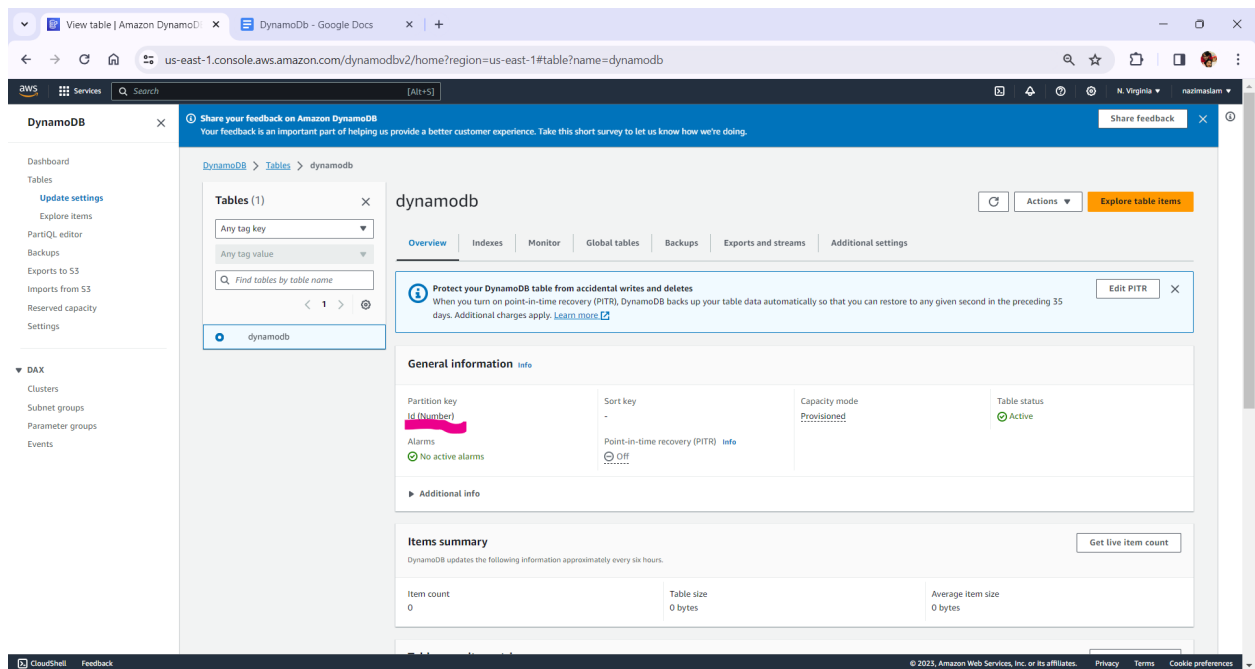 View table | Amazon DynamoD
DynamoDb - Google Docs
us-east-1.console.aws.amazon.com/dynamodbv2/home?region=us-east-1#table?name=dynamodb
aws
Services
Search
[Alt+S]
N. Virginia
nazimaslam
DynamoDB
Share your feedback on Amazon DynamoDB
Your feedback is an important part of helping us provide a better customer experience. Take this short survey to let us know how we're doing.
Share feedback
Dashboard
Tables
Update settings
Explore items
PartiQL editor
Backups
Exports to S3
Imports from S3
Reserved capacity
Settings
DAX
Clusters
Subnet groups
Parameter groups
Events
DynamoDB > Tables > dynamodb
Tables (1)
Any tag key
Any tag value
Find tables by table name
1
dynamodb
dynamodb
Actions
Explore table items
Overview
Indexes
Monitor
Global tables
Backups
Exports and streams
Additional settings
Protect your DynamoDB table from accidental writes and deletes
When you turn on point-in-time recovery (PITR), DynamoDB backs up your table data automatically so that you can restore to any given second in the preceding 35
days. Additional charges apply. Learn more
Edit PITR
General information Info
Partition key
Id (Number)
Sort key
-
Capacity mode
Provisioned
Table status
Active
Alarms
No active alarms
Point-in-time recovery (PITR) Info
Off
Additional info
Items summary
DynamoDB updates the following information approximately every six hours.
Get live item count
Item count
0
Table size
0 bytes
Average item size
0 bytes
CloudShell
Feedback
© 2023, Amazon Web Services, Inc. or its affiliates.
Privacy
Terms
Cookie preferences